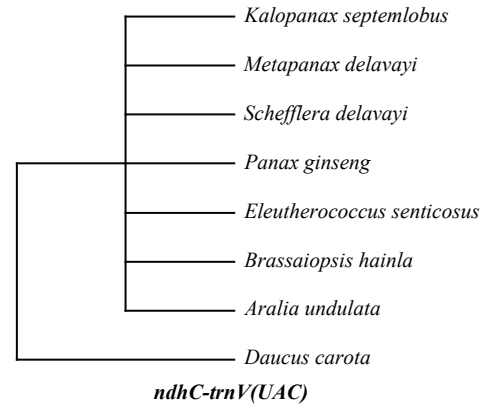 Kalopanax septemlobus
Metapanax delavayi
Schefflera delavayi
Panax ginseng
Eleutherococcus senticosus
Brassaiopsis hainla
Aralia undulata
Daucus carota
ndhC-trnV(UAC)